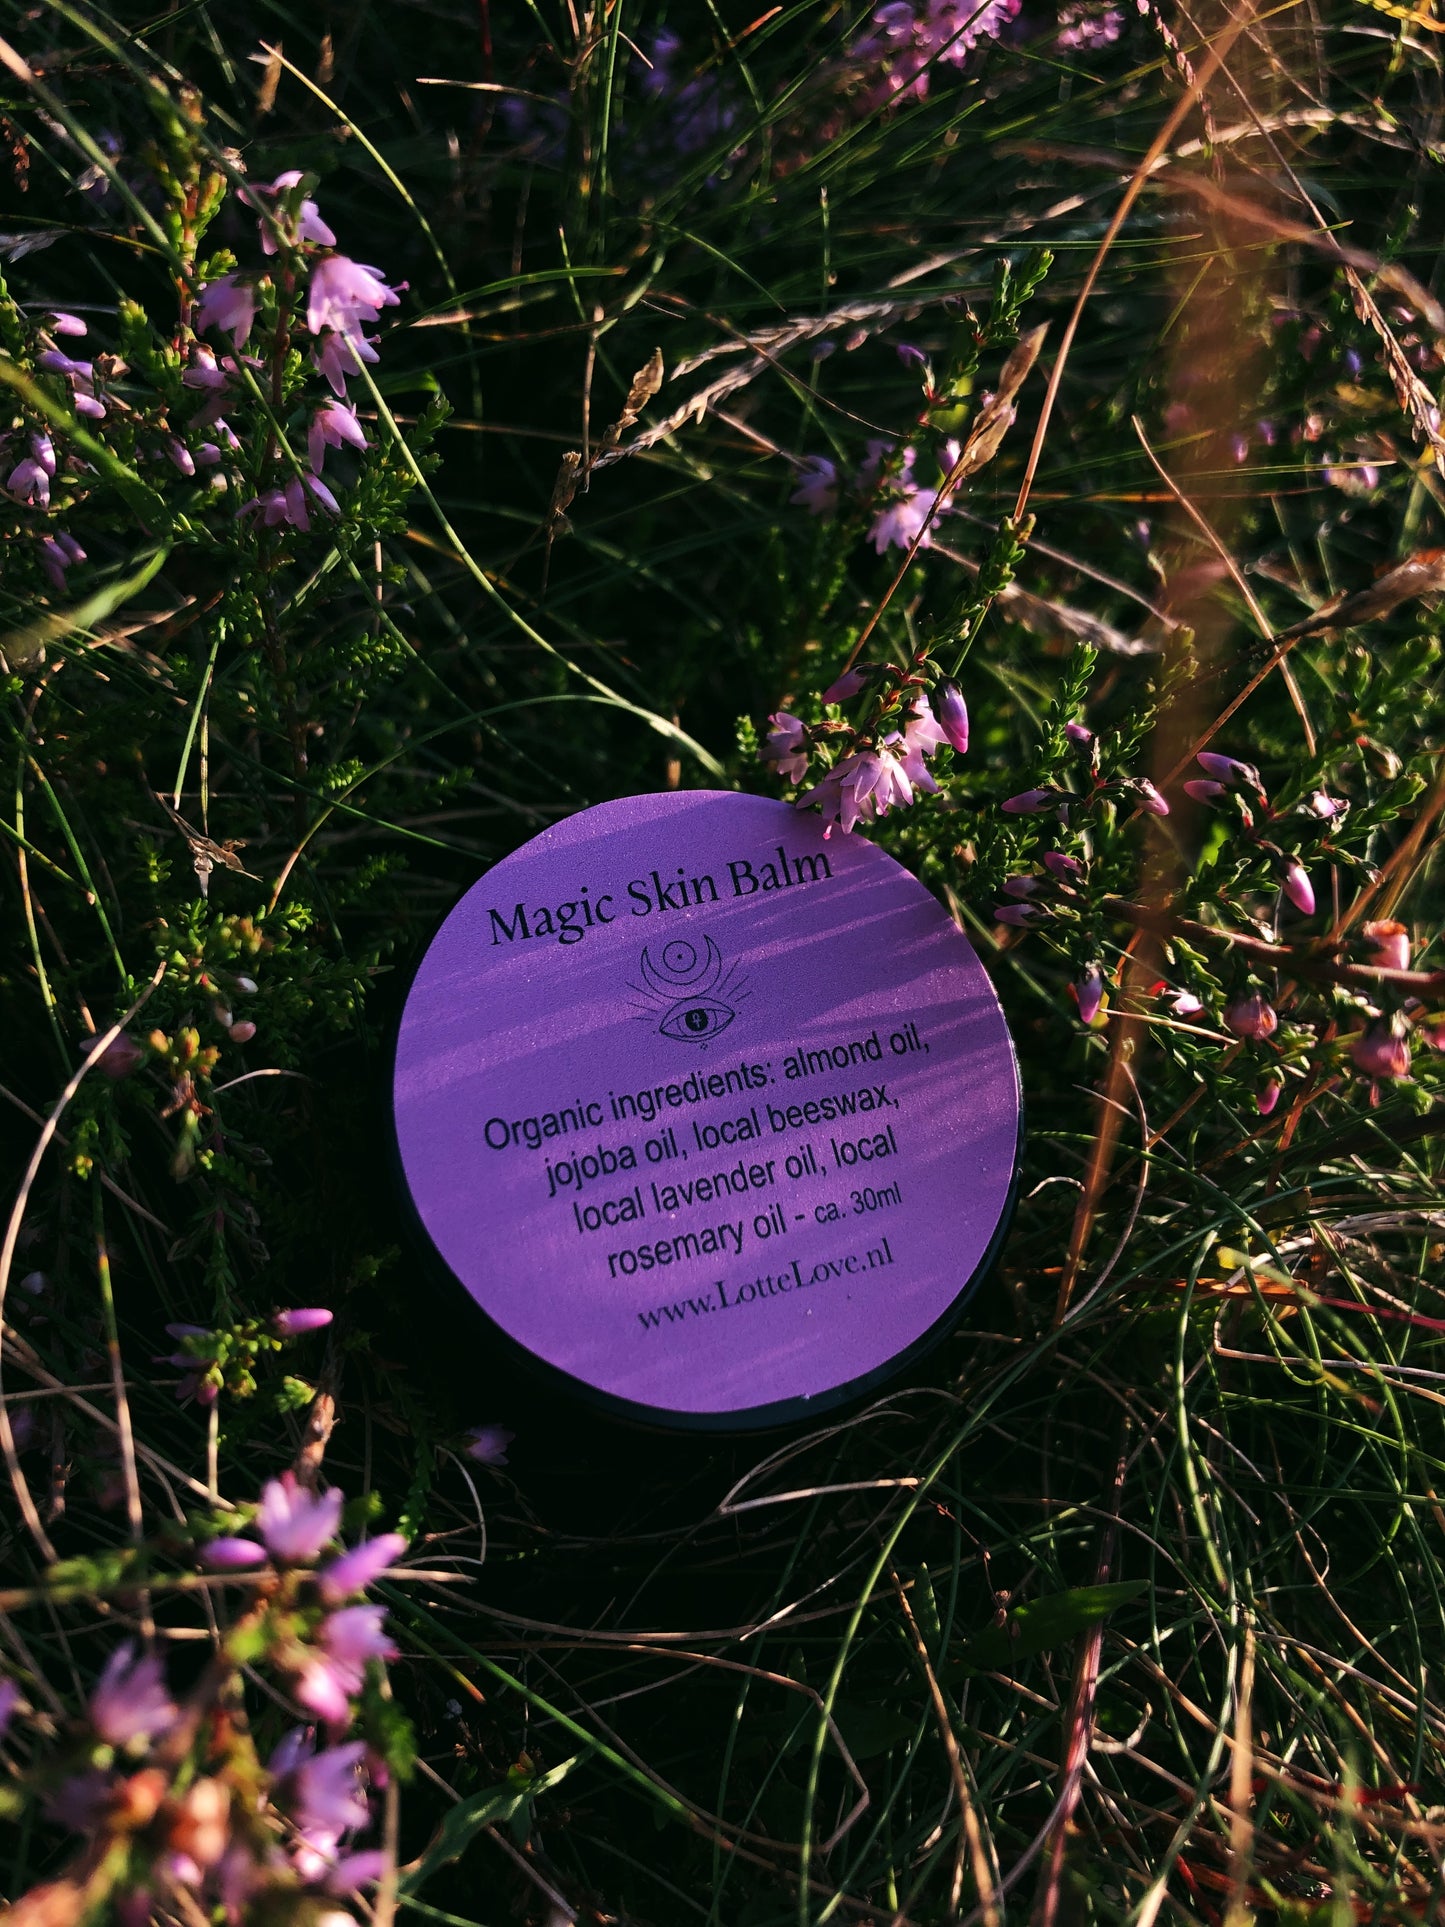 Magic Skin Balm
Organic ingredients: almond oil,
jojoba oil, local beeswax,
local lavender oil, local
rosemary oil - ca. 30ml
www.LotteLove.nl